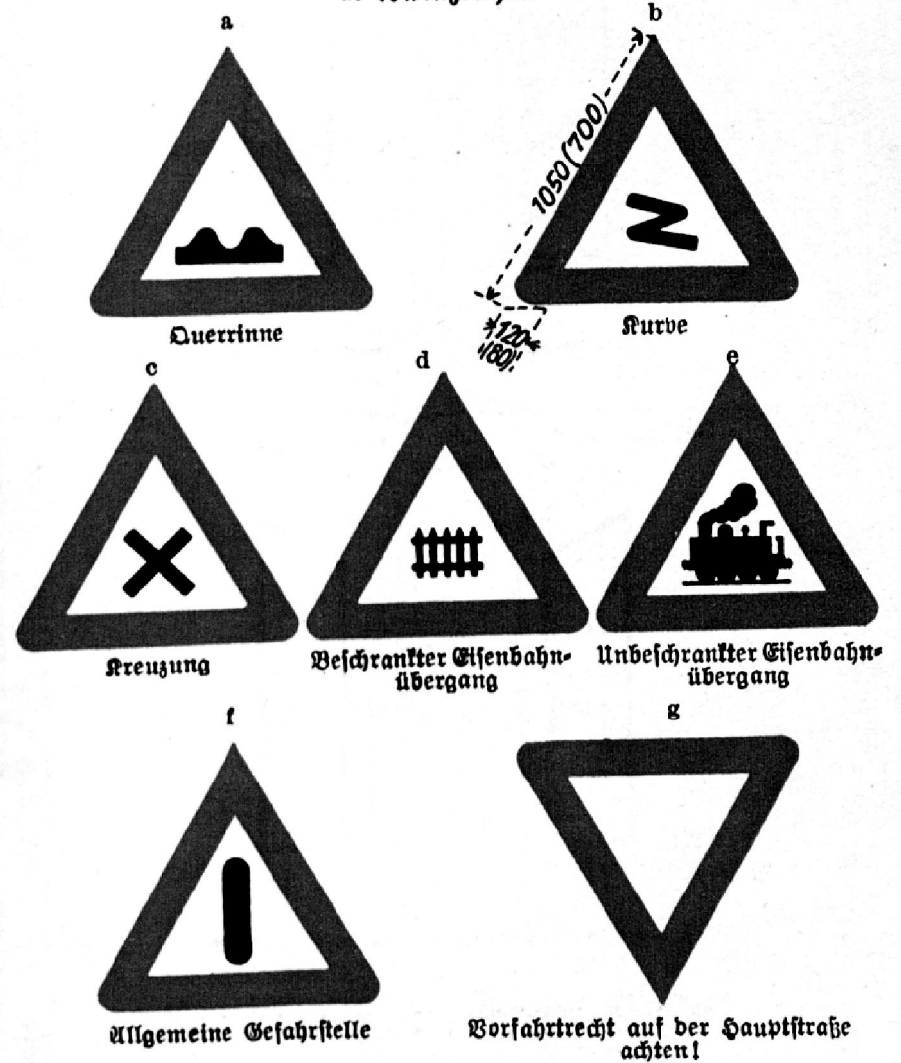 a
b
1050(700)
120
(80)
Querrinne
Kurve
c
d
e
Kreuzung
Beschrankter Eisenbahn-
übergang
Unbeschrankter Eisenbahn-
übergang
f
g
Allgemeine Gefahrstelle
Vorfahrtrecht auf der Hauptstraße
achten!